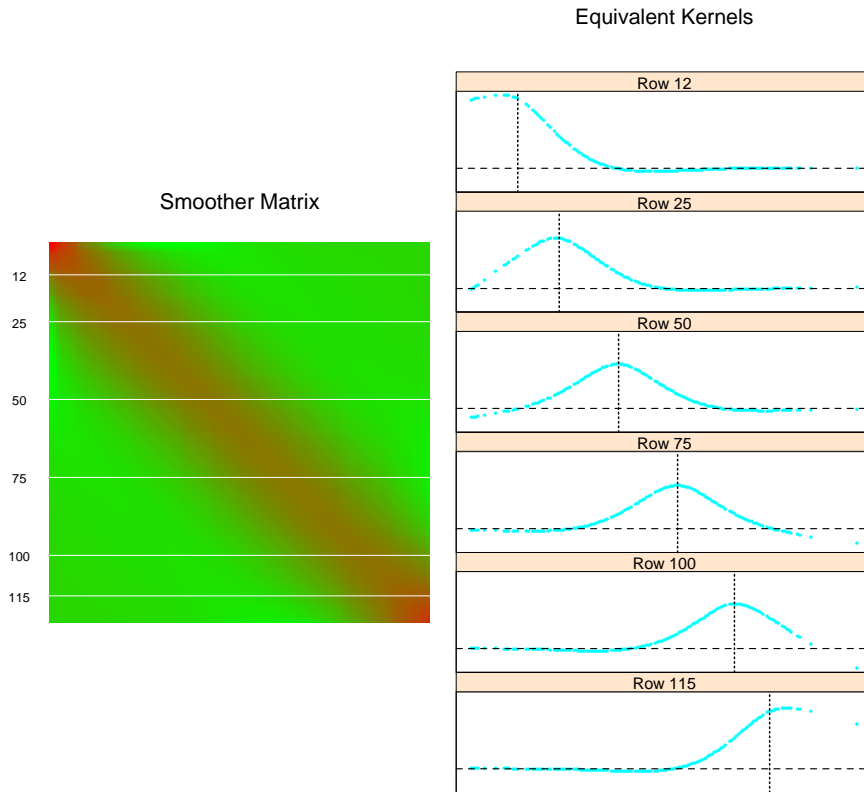 Equivalent Kernels
Row 12
Smoother Matrix
Row 25
12
25
Row 50
50
Row 75
75
Row 100
100
115
Row 115